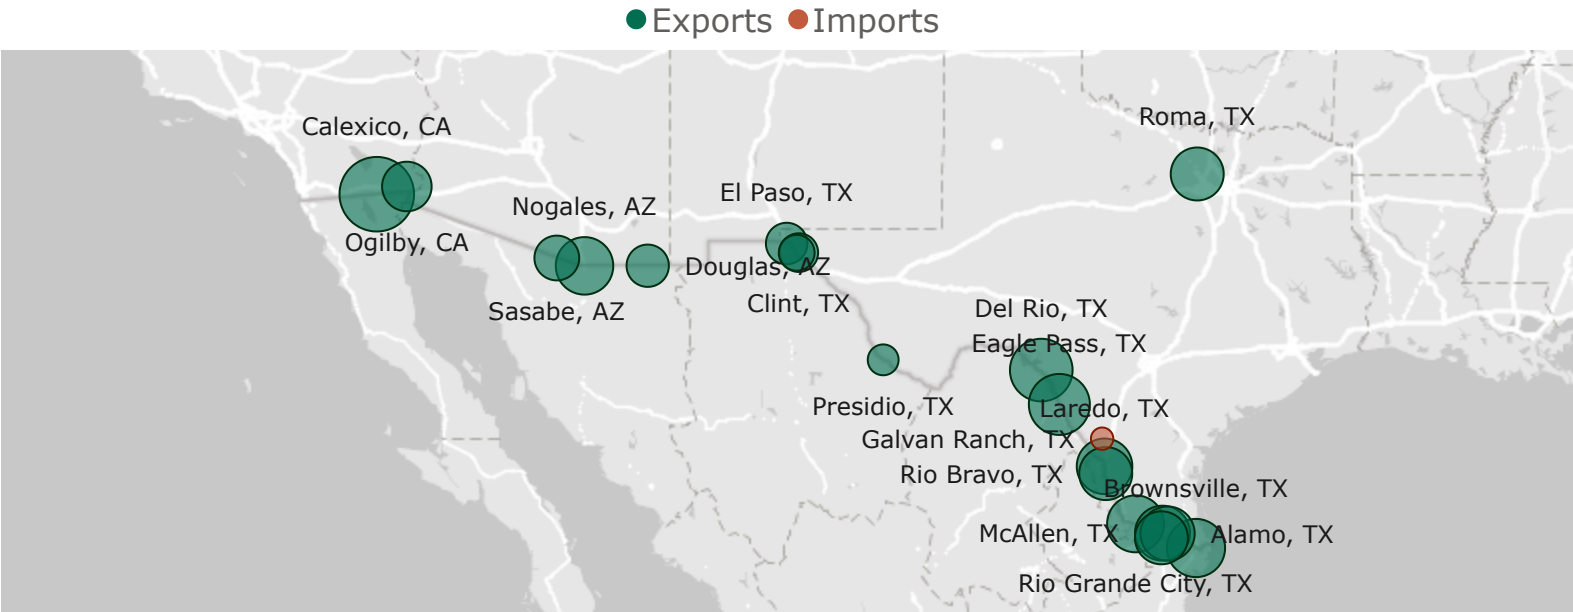 Exports Imports
Roma, TX
Calexico, CA
El Paso, TX
Nogales, AZ
Ogilby, CA
Douglas, AZ
Clint, TX
Sasabe, AZ
Del Rio, TX
Eagle Pass, TX
Presidio, TX
Laredo, TX
Galvan Ranch, TX
Rio Bravo, TX
Brownsville, TX
McAllen, TX
Alamo, TX
Rio Grande City, TX